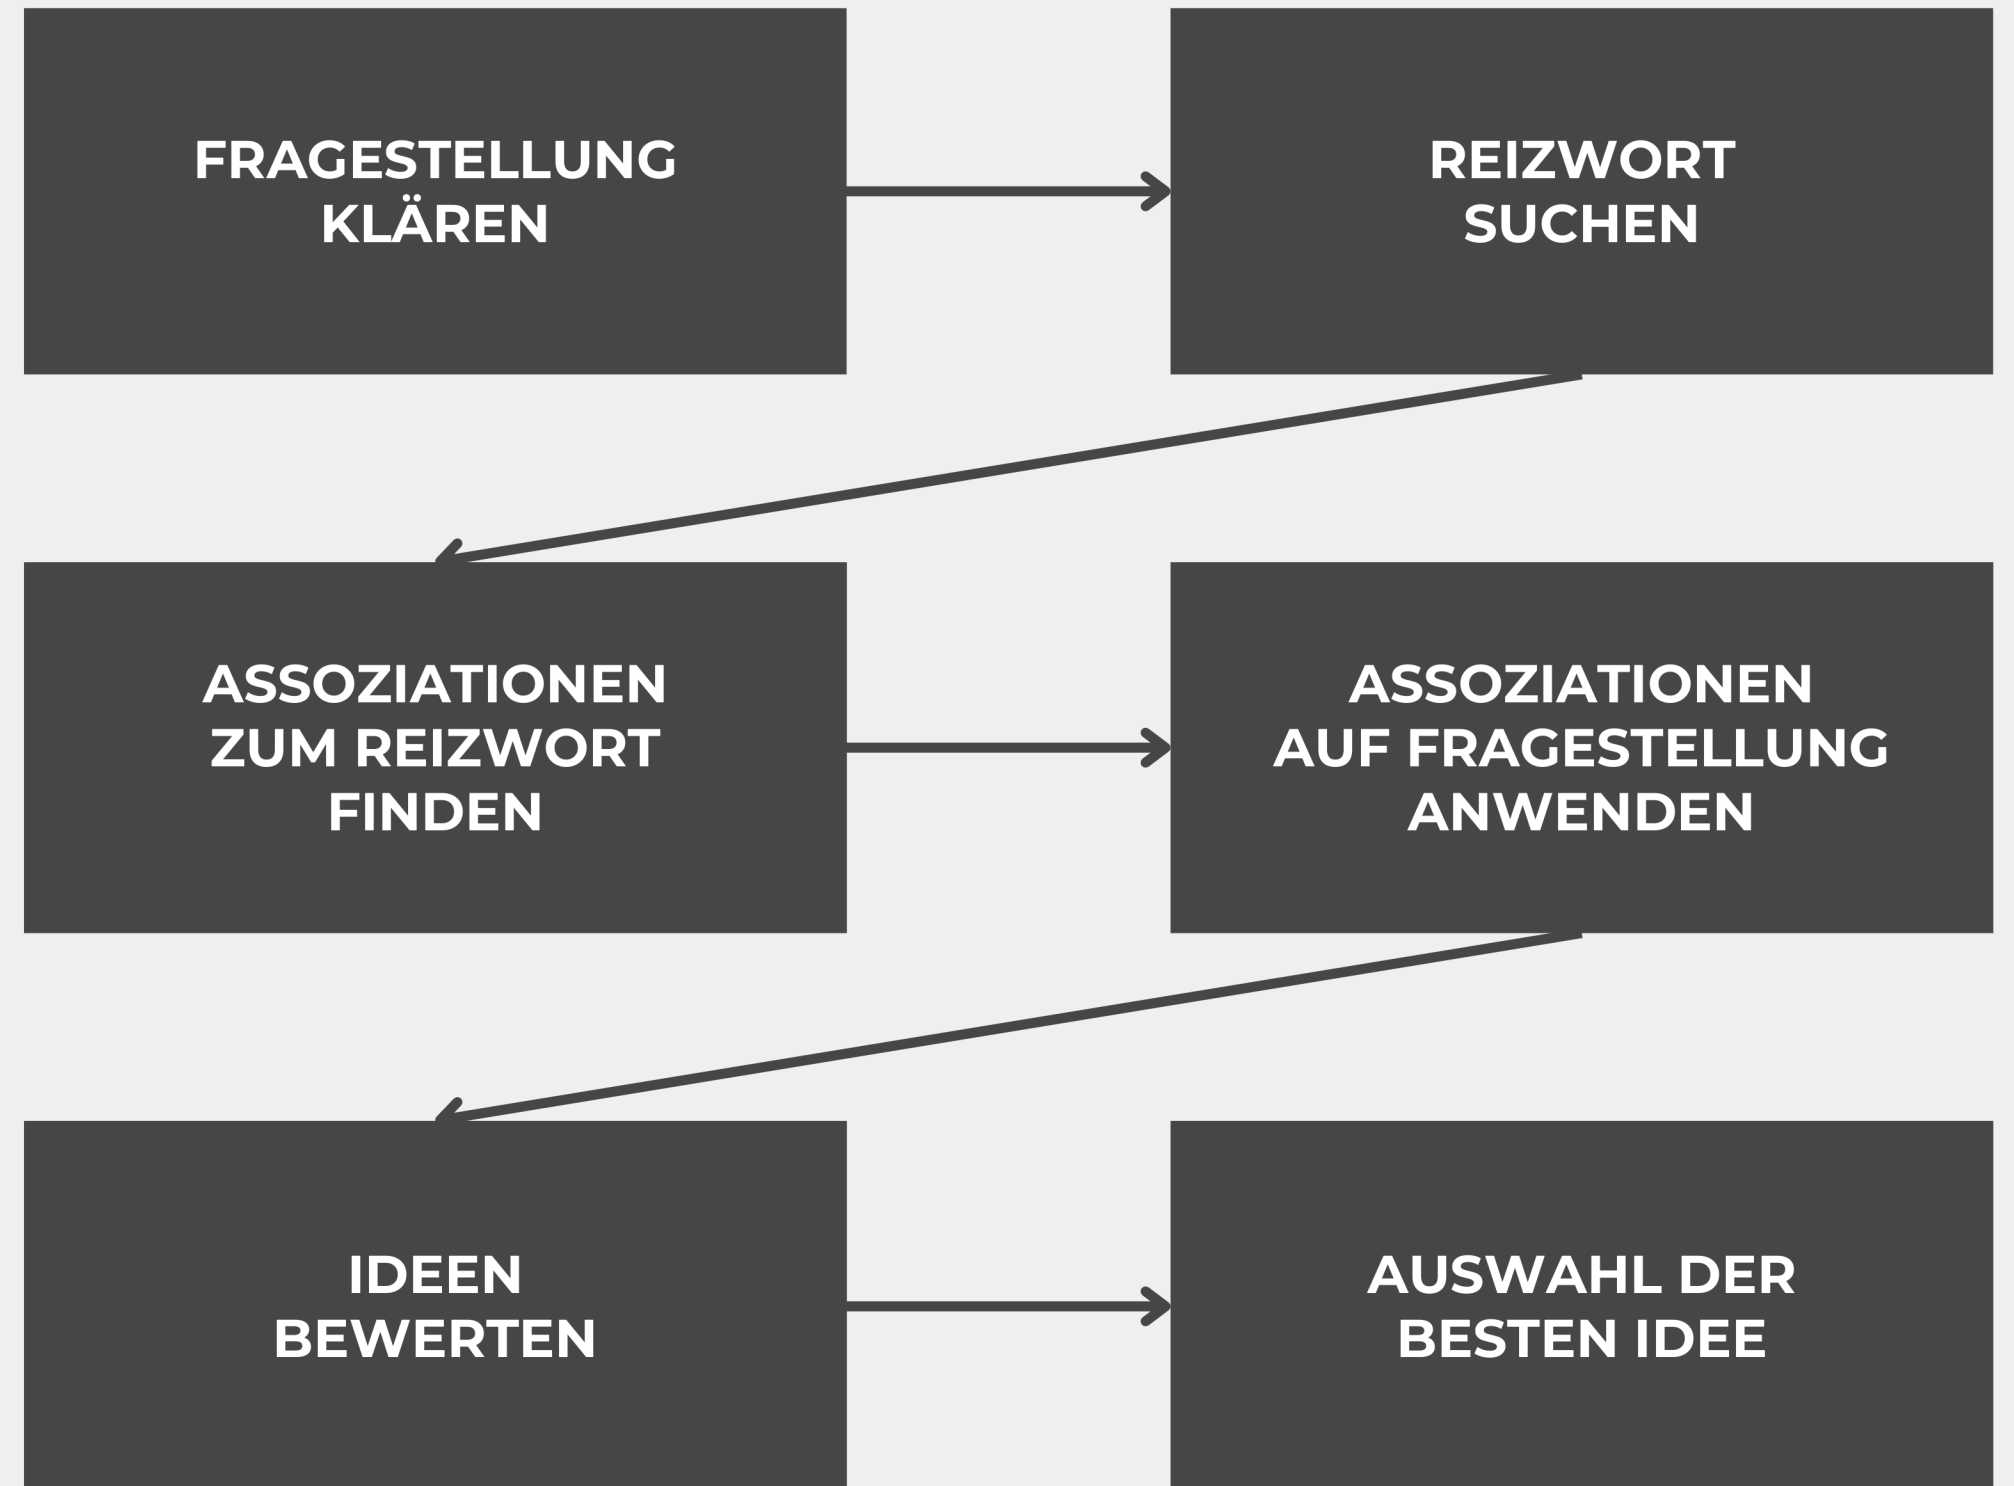 FRAGESTELLUNG
KLÄREN
REIZWORT
SUCHEN
ASSOZIATIONEN
ZUM REIZWORT
FINDEN
ASSOZIATIONEN
AUF FRAGESTELLUNG
ANWENDEN
IDEEN
BEWERTEN
AUSWAHL DER
BESTEN IDEE